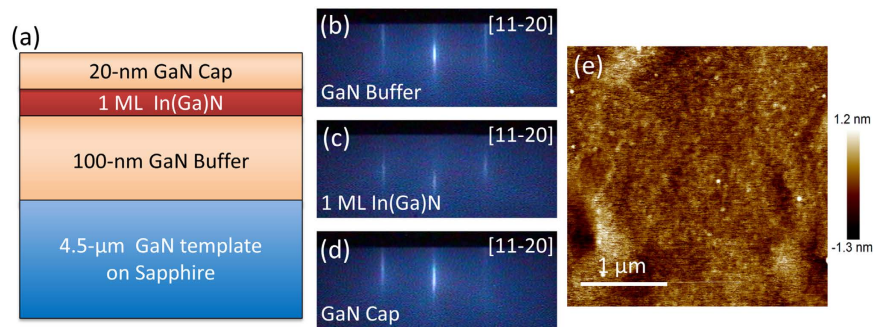 (a)
20-nm GaN Cap
1 ML In(Ga)N
100-nm GaN Buffer
4.5-μm GaN template
on Sapphire
(b)
[11-20]
GaN Buffer
(c)
[11-20]
1 ML In(Ga)N
(d)
[11-20]
GaN Cap
(e)
1 μm
1.2 nm
-1.3 nm